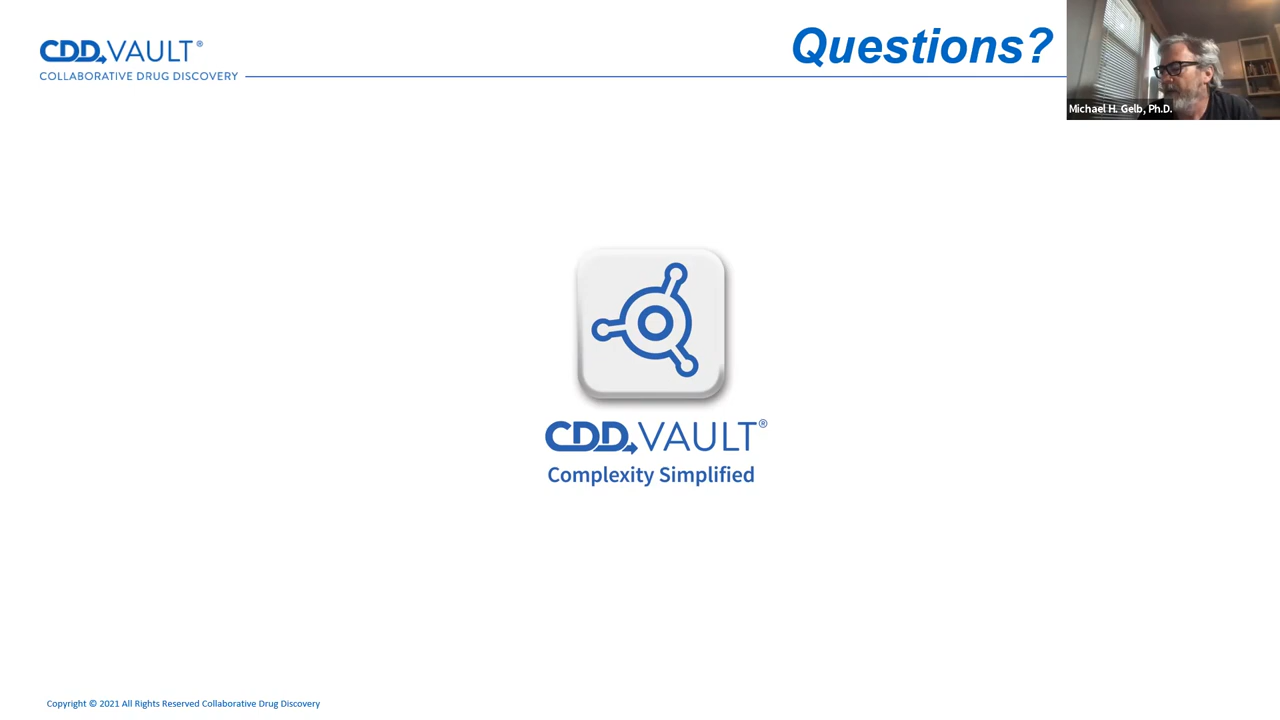 CDD VAULT®
COLLABORATIVE DRUG DISCOVERY
Questions?
Michael H. Gelb, Ph.D.
CDD VAULT®
Complexity Simplified
Copyright © 2021 All Rights Reserved Collaborative Drug Discovery